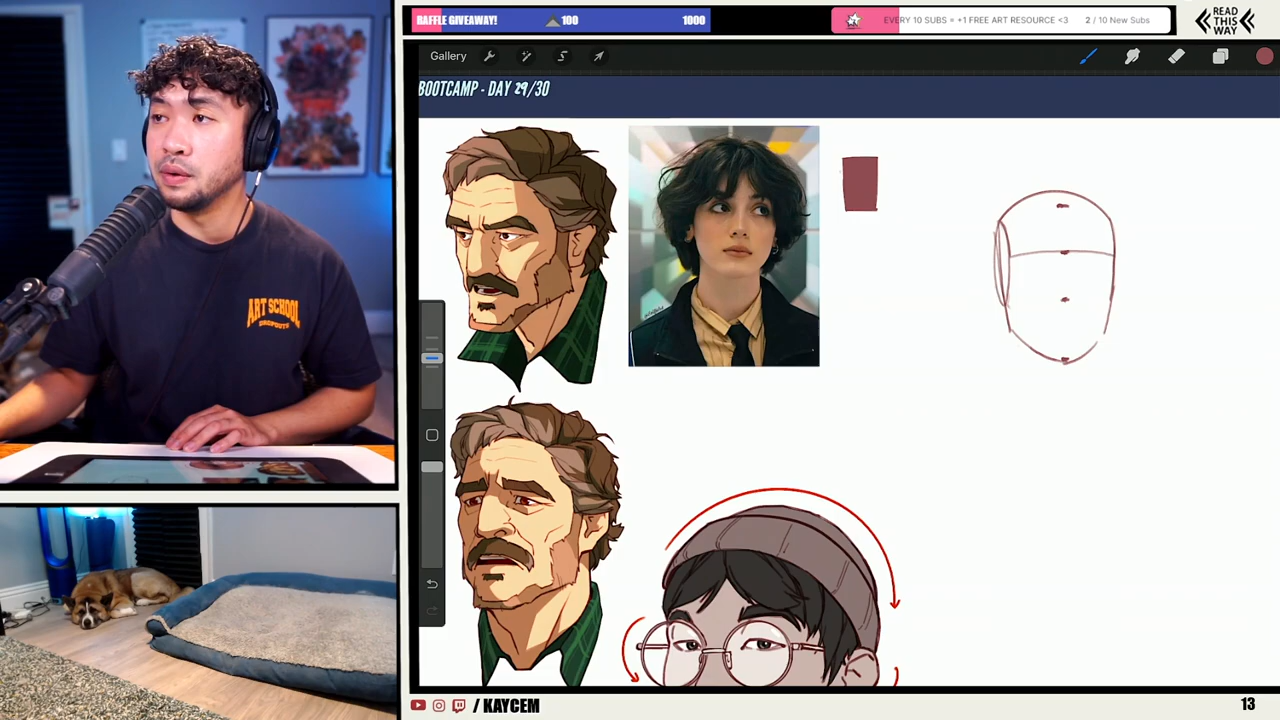 RAFFLE GIVEAWAY!
100
1000
EVERY 10 SUBS = +1 FREE ART RESOURCE <3
2 / 10 New Subs
READ
THIS
WAY
Gallery
BOOTCAMP - DAY 29/30
ART SCHOOL
DROPOUTS
/ KAYCEM
13